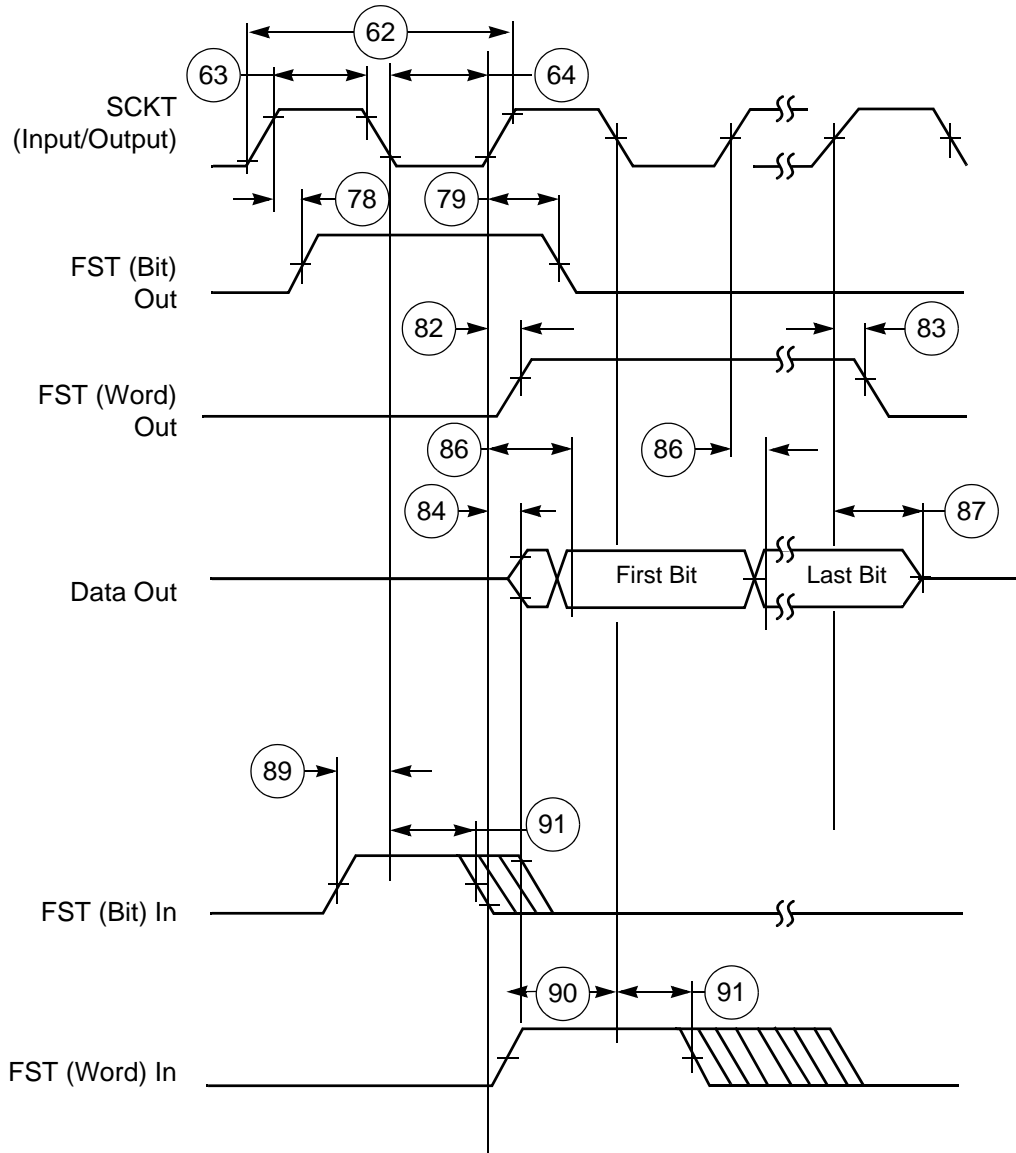 62
63
64
SCKT
(Input/Output)
78
79
FST (Bit)
Out
82
83
FST (Word)
Out
86
86
84
87
Data Out
First Bit
Last Bit
89
91
FST (Bit) In
90
91
FST (Word) In